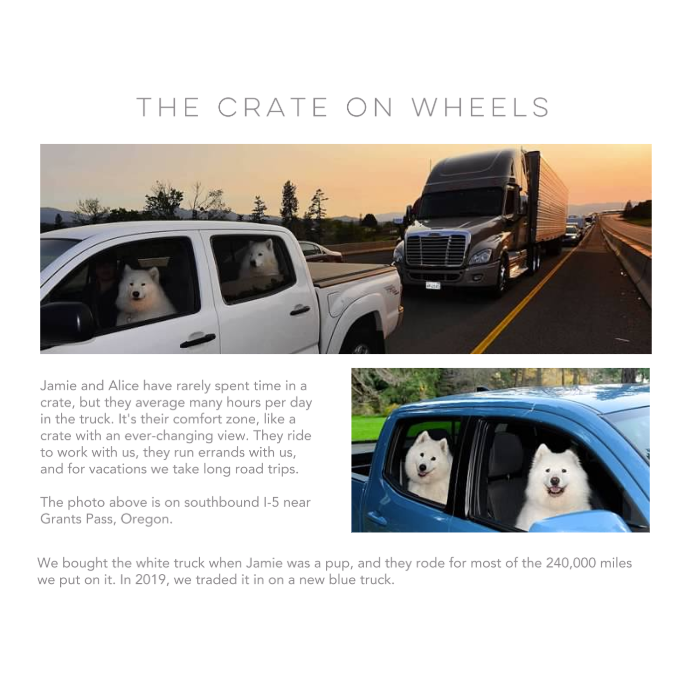 THE CRATE ON WHEELS
Jamie and Alice have rarely spent time in a
crate, but they average many hours per day
in the truck. It's their comfort zone, like a
crate with an ever-changing view. They ride
to work with us, they run errands with us,
and for vacations we take long road trips.
The photo above is on southbound I-5 near
Grants Pass, Oregon.
We bought the white truck when Jamie was a pup, and they rode for most of the 240,000 miles
we put on it. In 2019, we traded it in on a new blue truck.